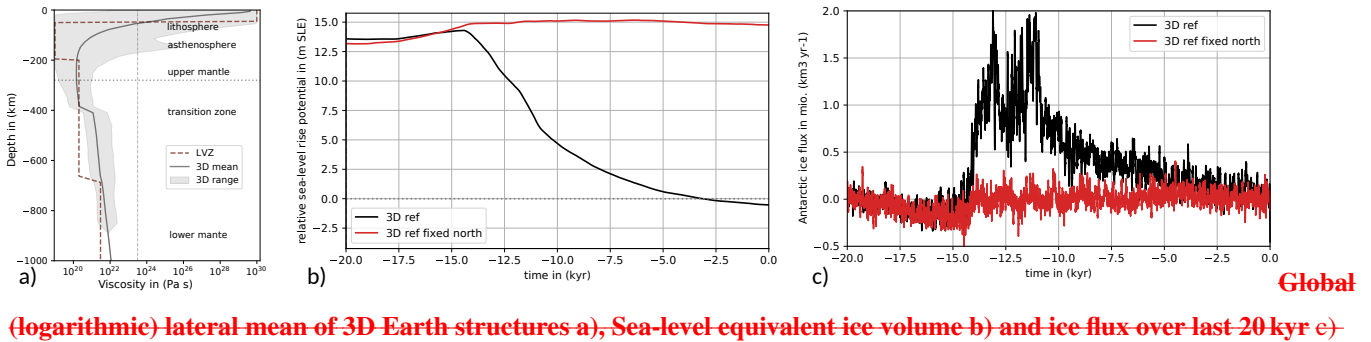 0
−200
−400
−600
−800
−1000
Depth in (km)
lithosphere
asthenosphere
upper mantle
transition zone
lower mante
LVZ
3D mean
3D range
10^20 10^22 10^24 10^26 10^28 10^30
Viscosity in (Pa s)
a)
15.0
12.5
10.0
7.5
5.0
2.5
0.0
−2.5
relative sea-level rise potential in (m SLE)
3D ref
3D ref fixed north
−20.0 −17.5 −15.0 −12.5 −10.0 −7.5 −5.0 −2.5 0.0
time in (kyr)
b)
2.0
1.5
1.0
0.5
0.0
−0.5
Antarctic ice flux in mio. (km3 yr-1)
3D ref
3D ref fixed north
−20.0 −17.5 −15.0 −12.5 −10.0 −7.5 −5.0 −2.5 0.0
time in (kyr)
c)
Global
(logarithmic) lateral mean of 3D Earth structures a), Sea-level equivalent ice volume b) and ice flux over last 20 kyr c)